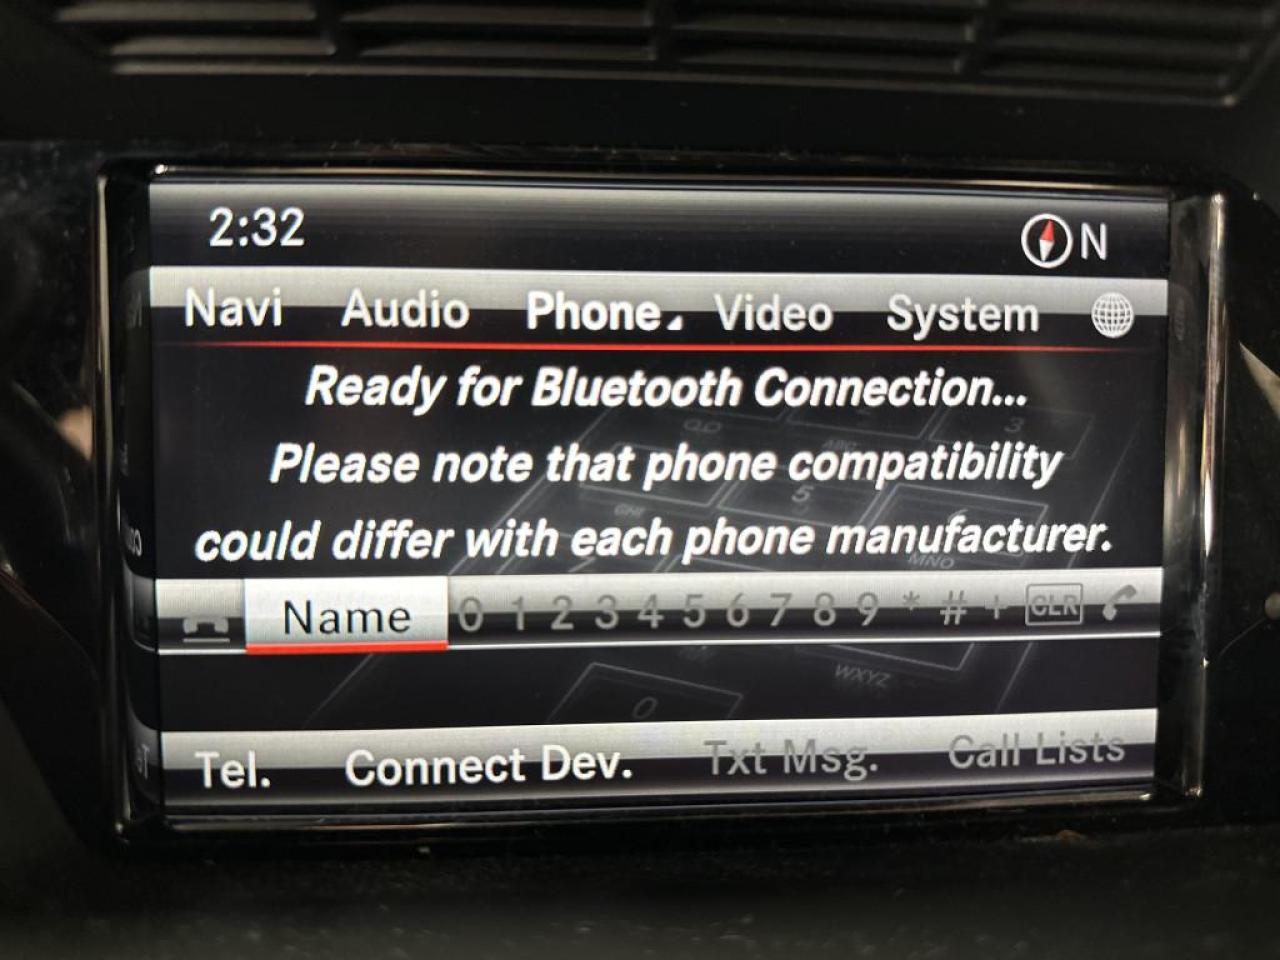 2:32
N
Navi Audio Phone Video System
Ready for Bluetooth Connection...
Please note that phone compatibility
could differ with each phone manufacturer.
Name 0 1 2 3 4 5 6 7 8 9 * # + CLR
WXYZ
0
Tel. Connect Dev. Txt Msg. Call Lists